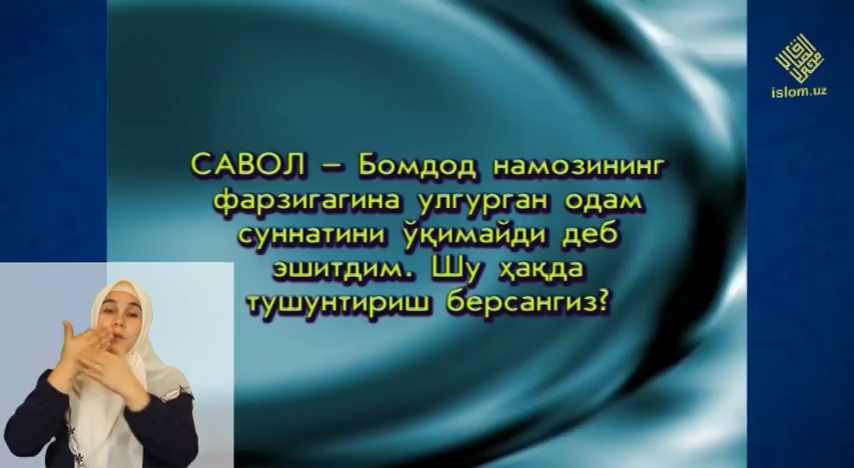 islom.uz
САВОЛ – Бомдод намозининг
фарзигагина улгурган одам
суннатини ўқимайди деб
эшитдим. Шу ҳақда
тушунтириш берсангиз?